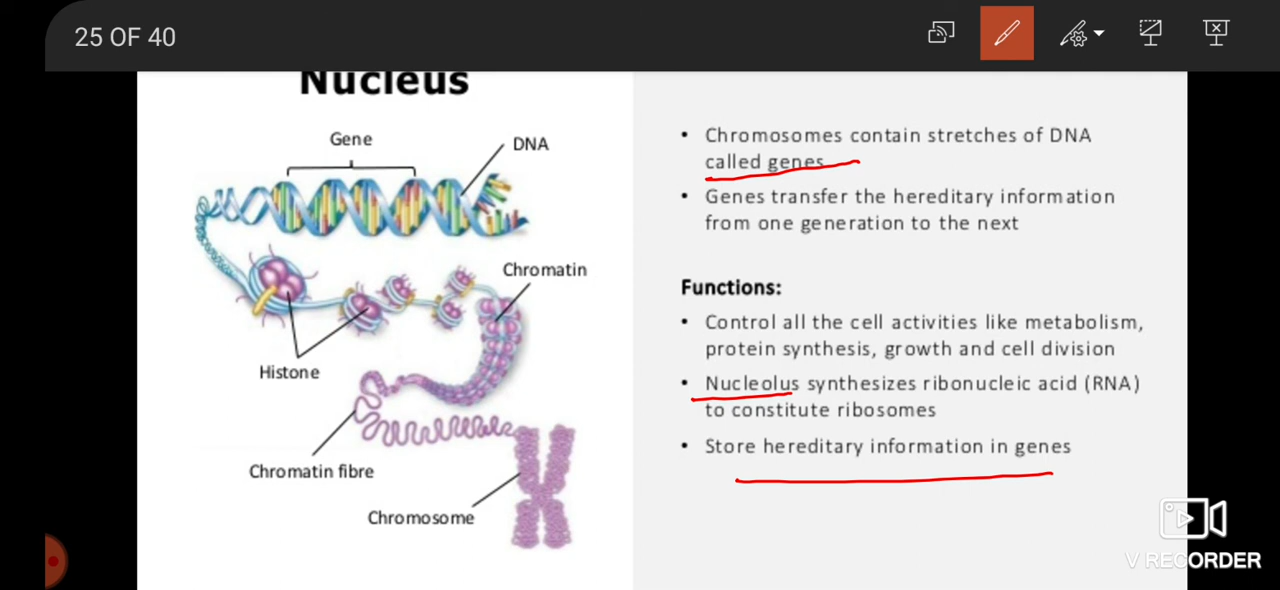 25 OF 40
Nucleus
Gene
DNA
Chromatin
Histone
Chromatin fibre
Chromosome
• Chromosomes contain stretches of DNA
called genes
• Genes transfer the hereditary information
from one generation to the next
Functions:
• Control all the cell activities like metabolism,
protein synthesis, growth and cell division
• Nucleolus synthesizes ribonucleic acid (RNA)
to constitute ribosomes
• Store hereditary information in genes
V RECORDER